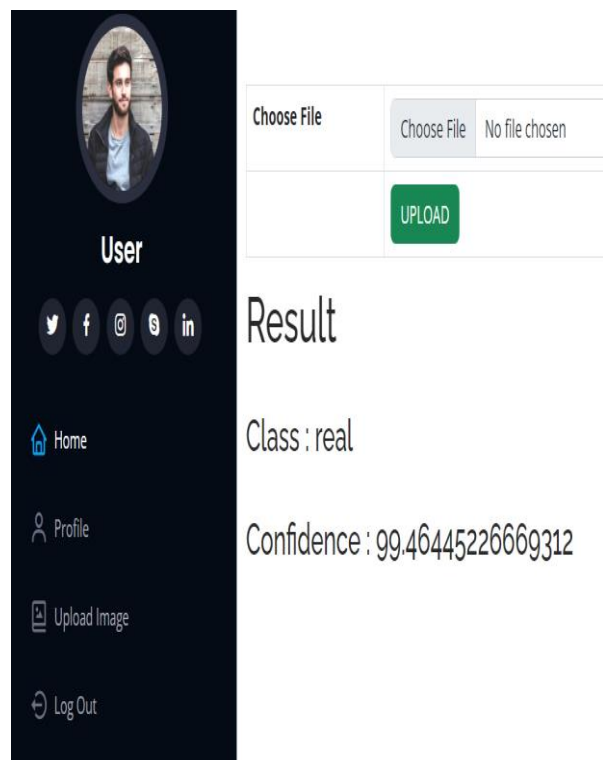 User
Home
Profile
Upload Image
Log Out
Choose File
Choose File No file chosen
UPLOAD
Result
Class : real
Confidence : 99.46445226669312